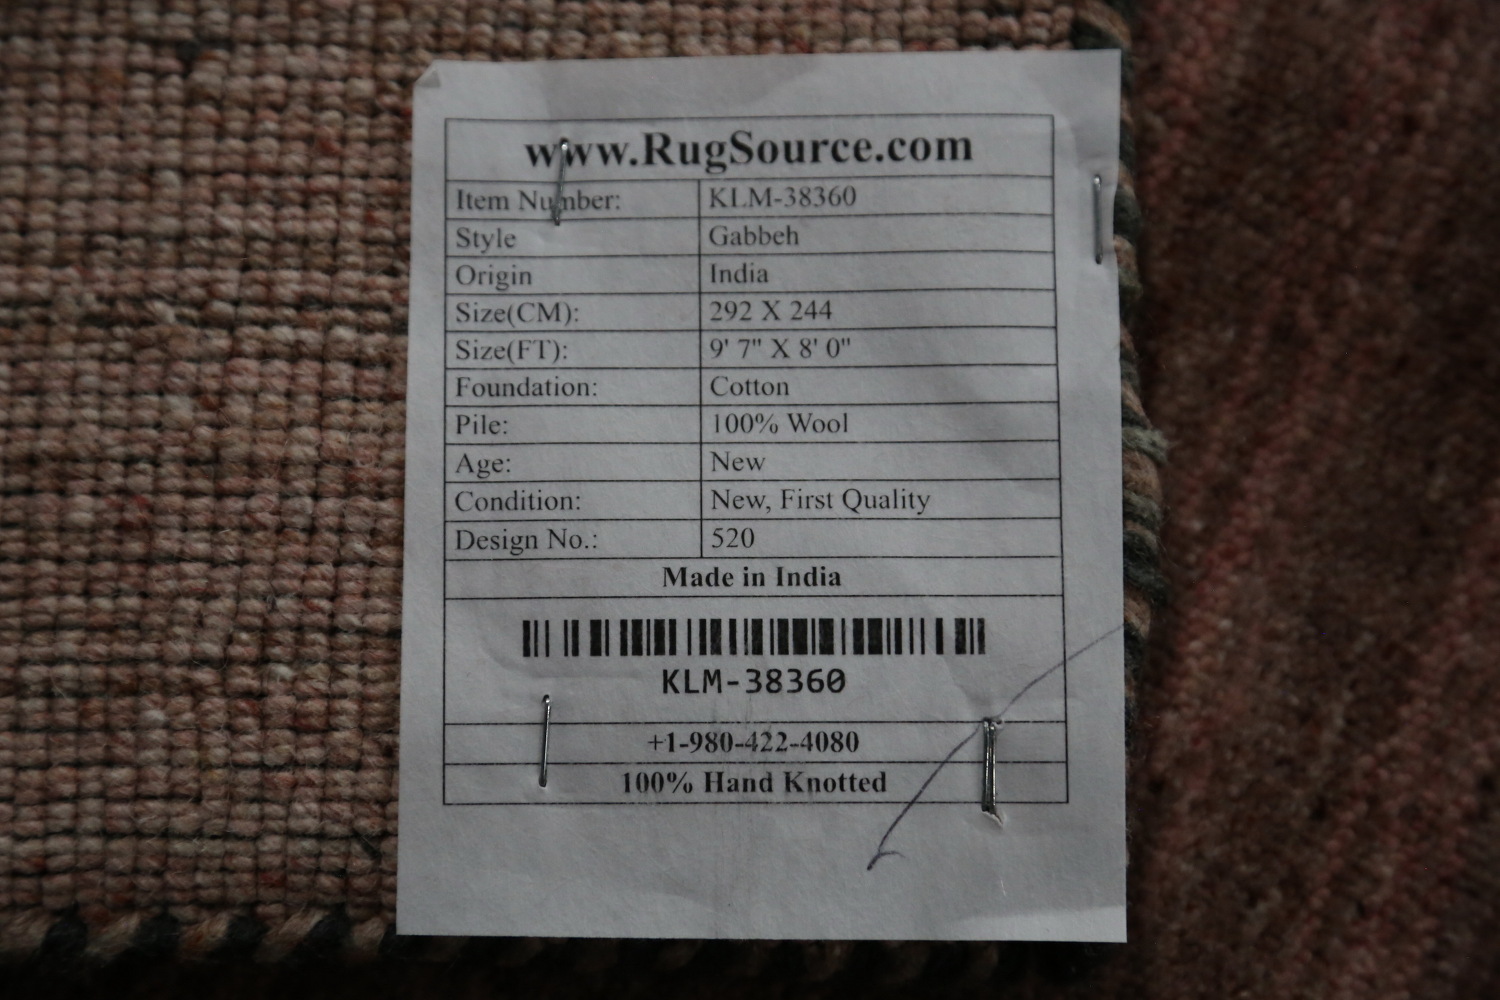 www.RugSource.com
Item Number: KLM-38360
Style Gabbeh
Origin India
Size(CM): 292 X 244
Size(FT): 9' 7" X 8' 0"
Foundation: Cotton
Pile: 100% Wool
Age: New
Condition: New, First Quality
Design No.: 520
Made in India
KLM-38360
+1-980-422-4080
100% Hand Knotted